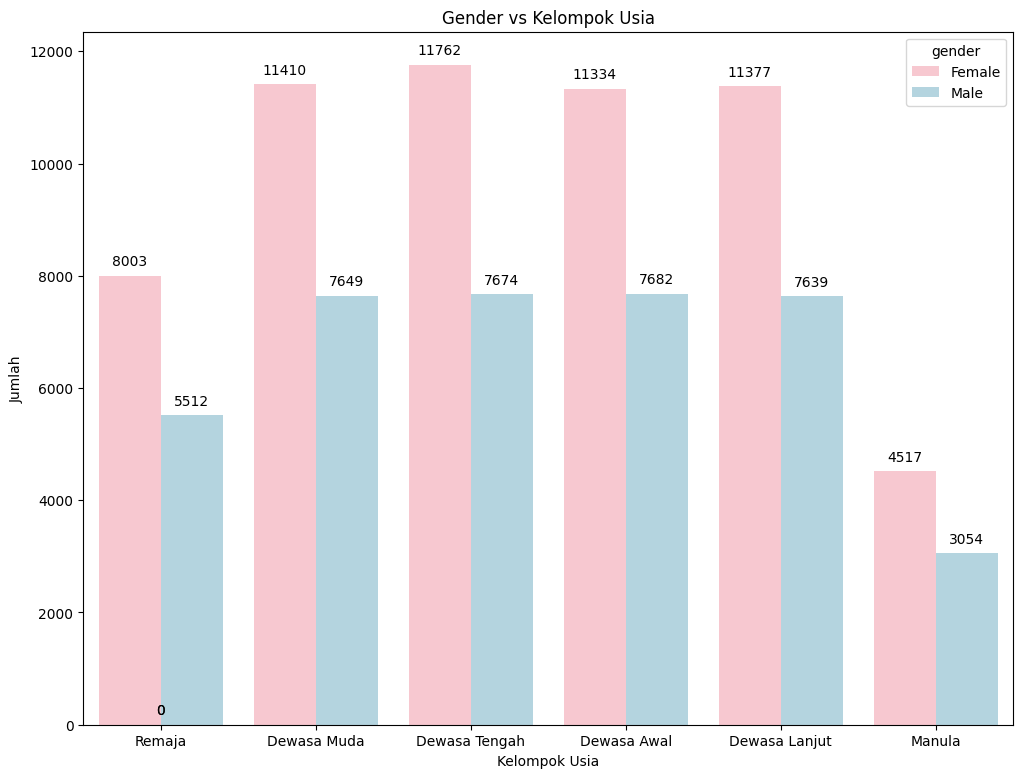 Gender vs Kelompok Usia
gender
Female
Male
Jumlah
12000
10000
8000
6000
4000
2000
0
8003
5512
0
11410
7649
11762
7674
11334
7682
11377
7639
4517
3054
Remaja
Dewasa Muda
Dewasa Tengah
Dewasa Awal
Dewasa Lanjut
Manula
Kelompok Usia